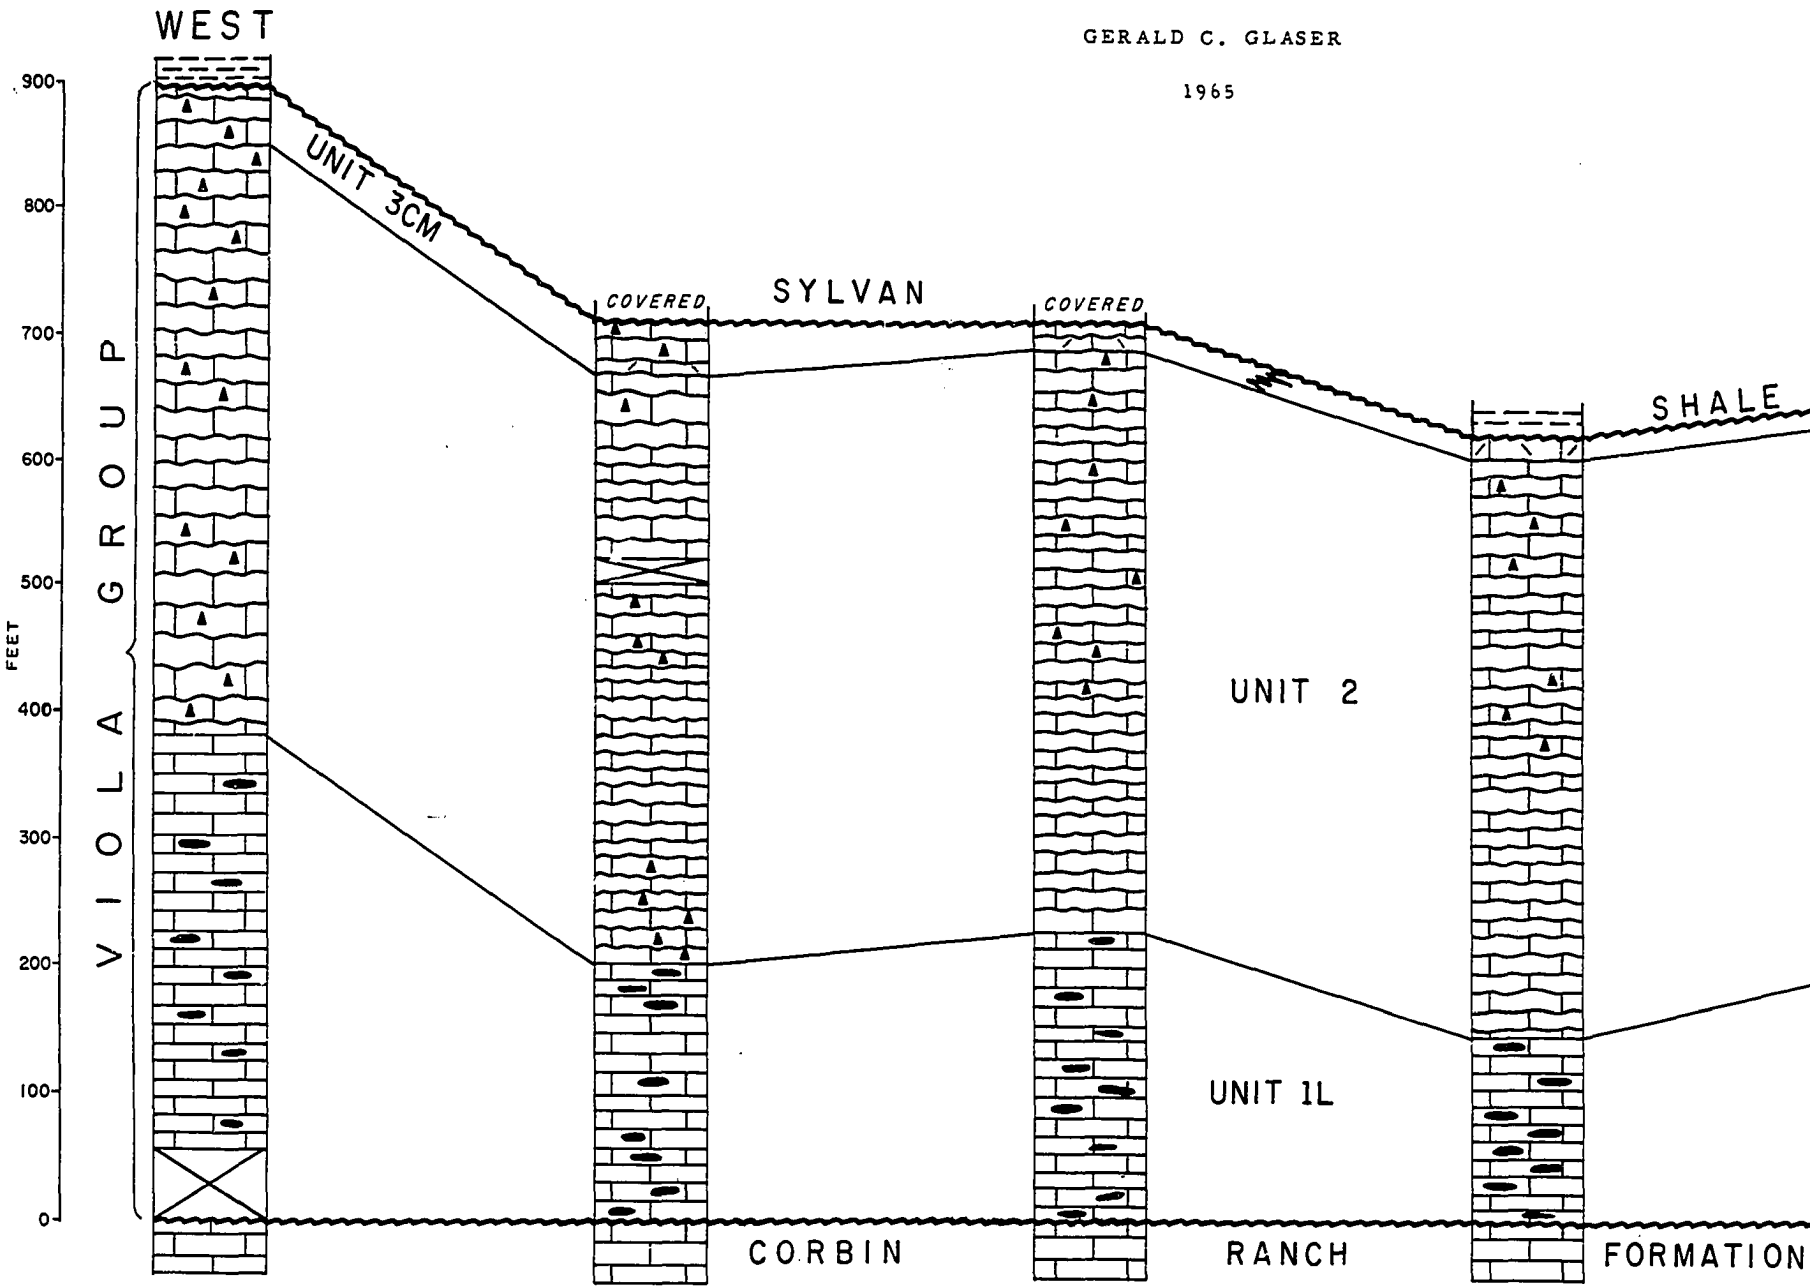 WEST
GERALD C. GLASER
1965
900
800
700
600
500
400
300
200
100
0
FEET
VIOLA GROUP
UNIT 3CM
COVERED
SYLVAN
COVERED
SHALE
UNIT 2
UNIT 1L
CORBIN
RANCH
FORMATION